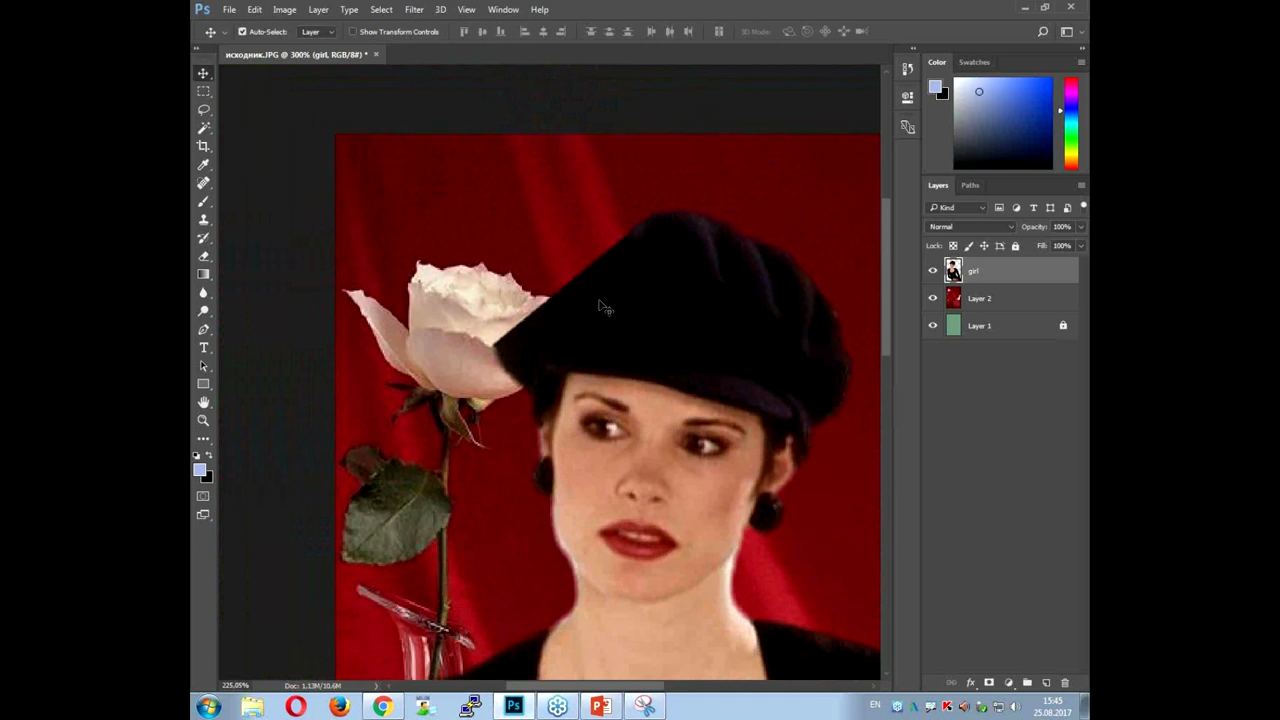 Ps File Edit Image Layer Type Select Filter 3D View Window Help
Auto-Select: Layer Show Transform Controls 3D Mode:
исходник.JPG @ 300% (girl, RGB/8#) * ×
Color Swatches
Layers Paths
Kind
Normal Opacity: 100%
Lock: Fill: 100%
girl
Layer 2
Layer 1
225,05% Doc: 1,13M/10,6M
Ps EN 15:45
25.08.2017